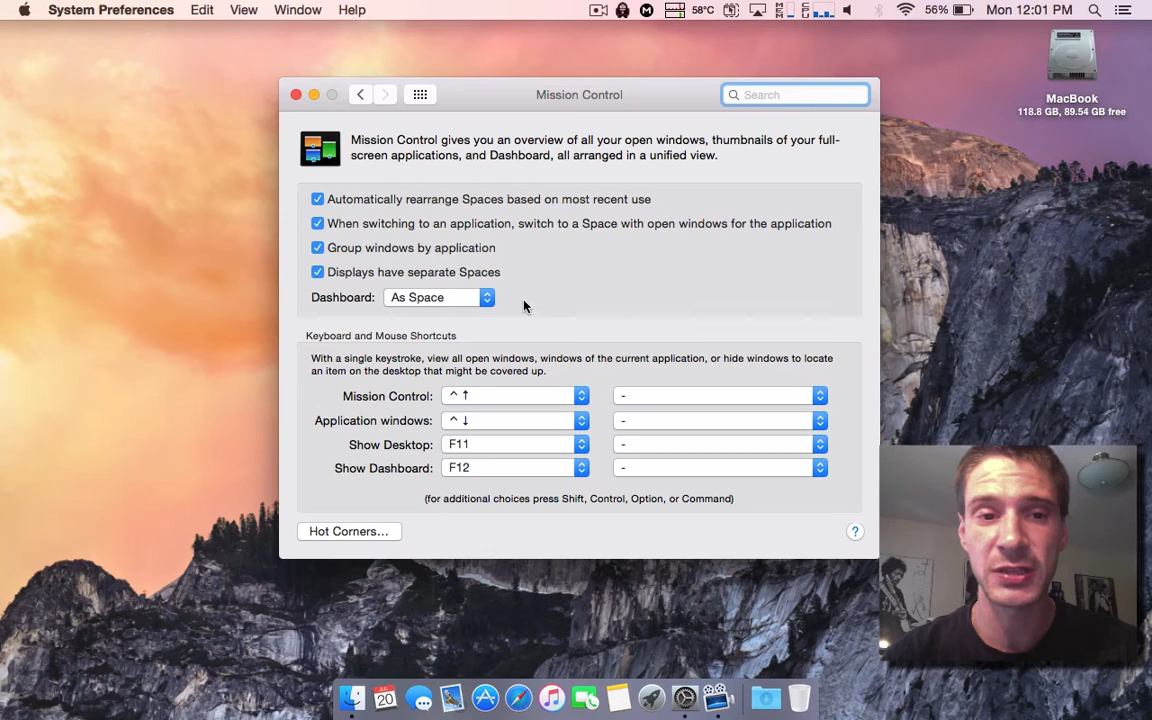 System Preferences Edit View Window Help 58°C 56% Mon 12:01 PM
Mission Control
Search
MacBook
118.8 GB, 89.54 GB free
Mission Control gives you an overview of all your open windows, thumbnails of your full-
screen applications, and Dashboard, all arranged in a unified view.
Automatically rearrange Spaces based on most recent use
When switching to an application, switch to a Space with open windows for the application
Group windows by application
Displays have separate Spaces
Dashboard: As Space
Keyboard and Mouse Shortcuts
With a single keystroke, view all open windows, windows of the current application, or hide windows to locate
an item on the desktop that might be covered up.
Mission Control: ^ ↑ -
Application windows: ^ ↓ -
Show Desktop: F11 -
Show Dashboard: F12 -
(for additional choices press Shift, Control, Option, or Command)
Hot Corners... ?
20